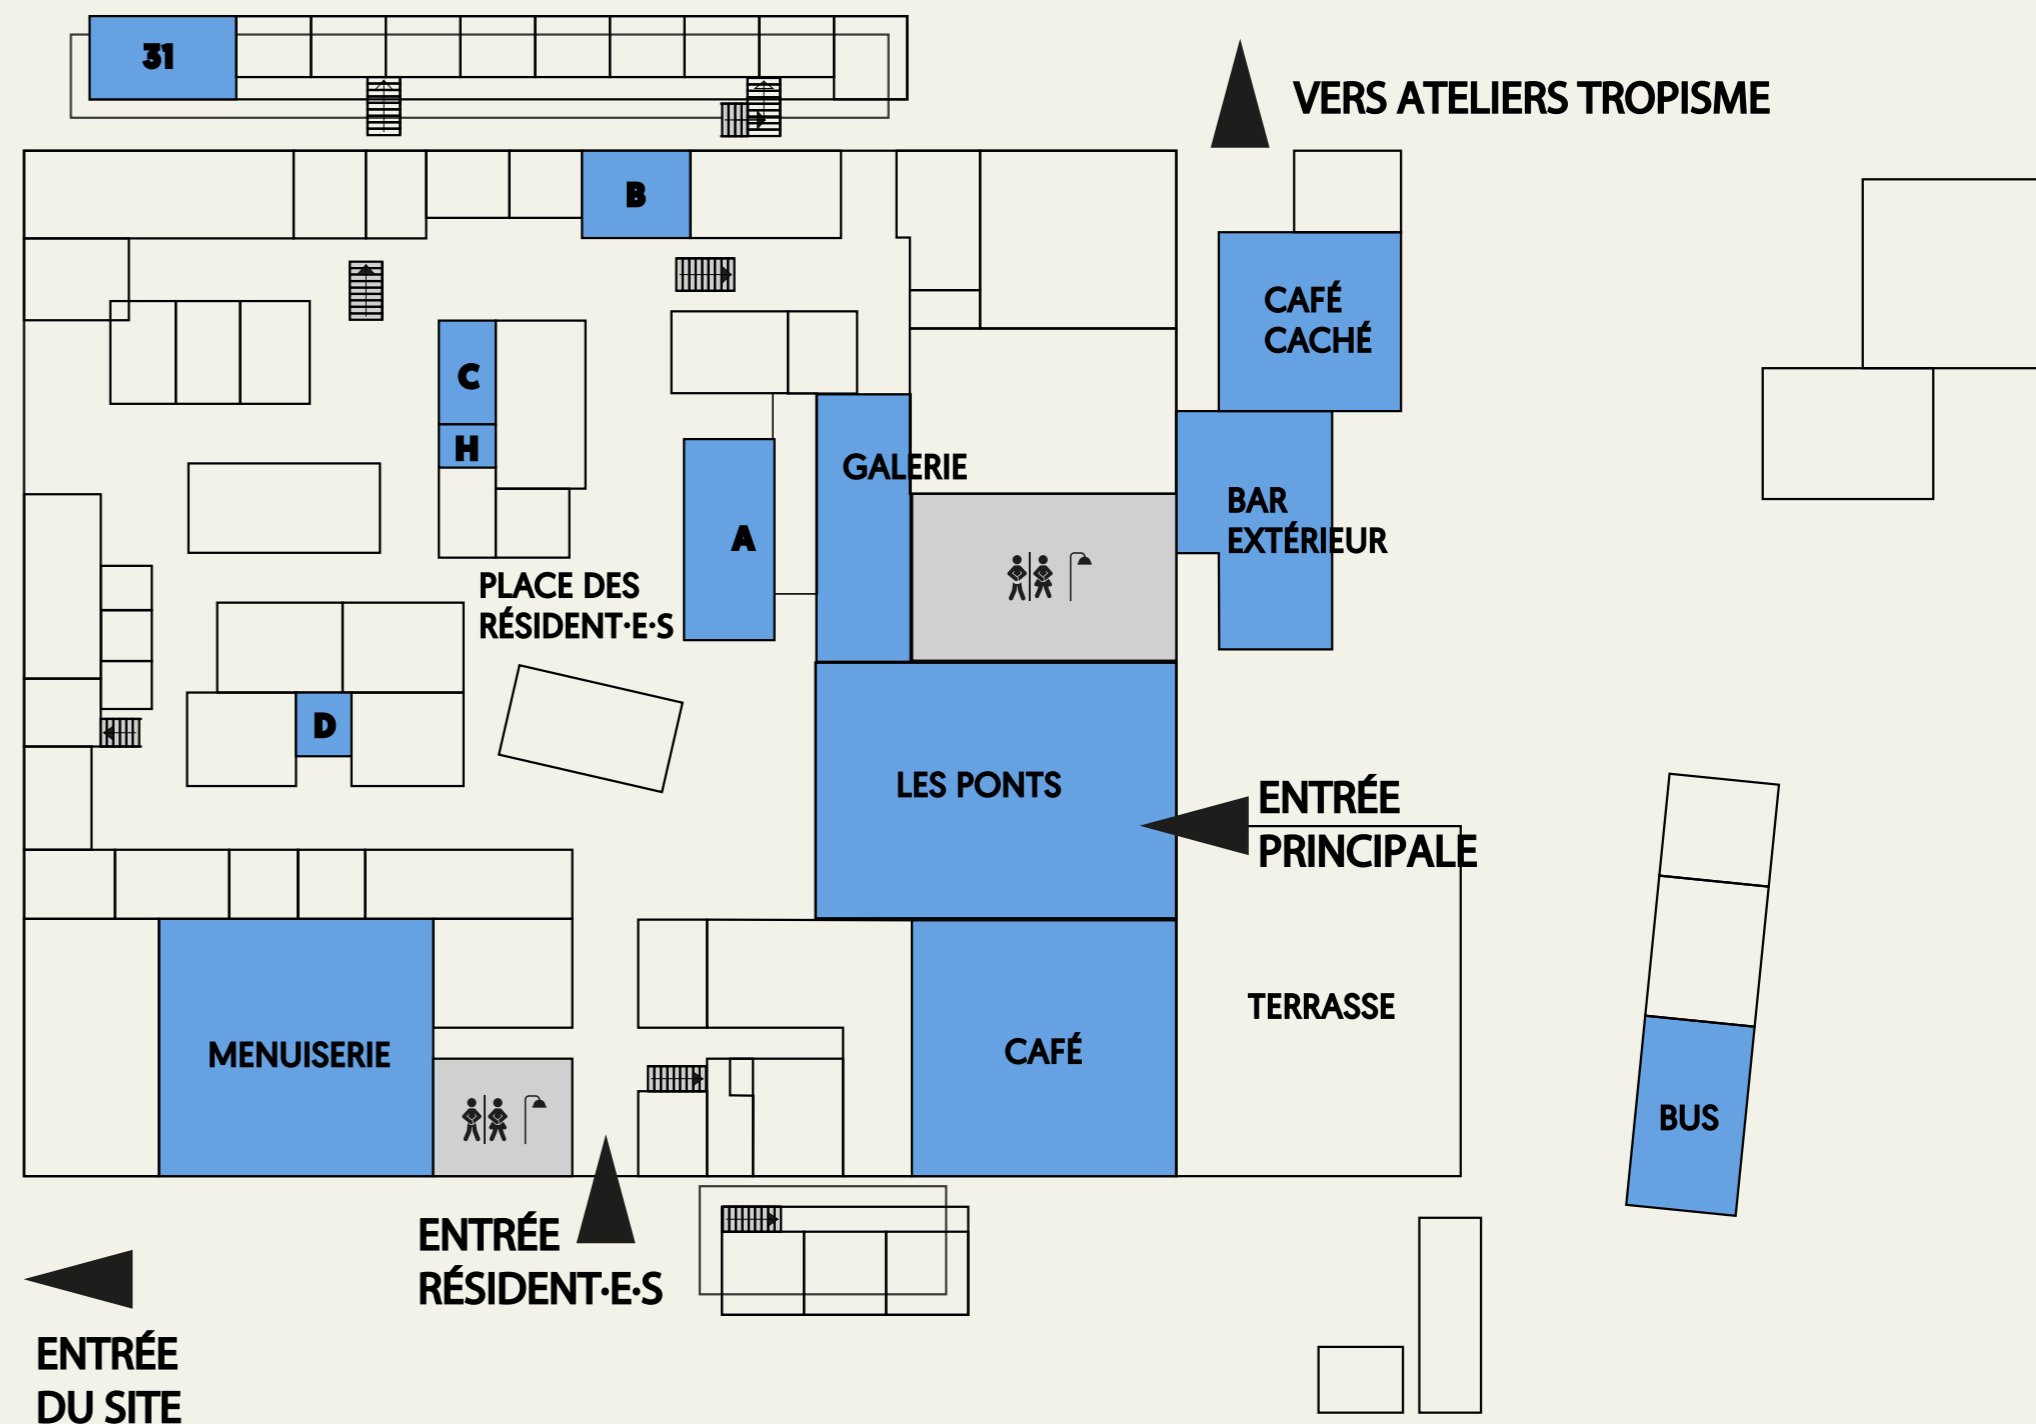 31
VERS ATELIERS TROPISME
B
CAFÉ
CACHÉ
C
H
GALERIE
A
BAR
EXTÉRIEUR
PLACE DES
RÉSIDENT·E·S
D
LES PONTS
ENTRÉE
PRINCIPALE
TERRASSE
MENUISERIE
CAFÉ
BUS
ENTRÉE
RÉSIDENT·E·S
ENTRÉE
DU SITE